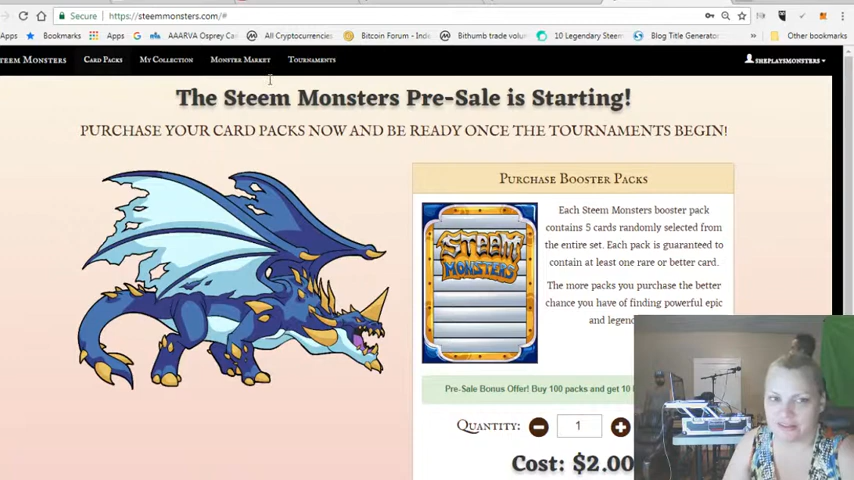 Secure https://steemmonsters.com/#
Apps Bookmarks Apps AAARVA Osprey Ca All Cryptocurrencies Bitcoin Forum - Inde Bithumb trade volu 10 Legendary Steem Blog Title Generator Other bookmarks
STEEM MONSTERS CARD PACKS MY COLLECTION MONSTER MARKET TOURNAMENTS SHEPLAYSMONSTERS
The Steem Monsters Pre-Sale is Starting!
PURCHASE YOUR CARD PACKS NOW AND BE READY ONCE THE TOURNAMENTS BEGIN!
PURCHASE BOOSTER PACKS
STEEM
MONSTERS
Each Steem Monsters booster pack
contains 5 cards randomly selected from
the entire set. Each pack is guaranteed to
contain at least one rare or better card.
The more packs you purchase the better
chance you have of finding powerful epic
and legen
Pre-Sale Bonus Offer! Buy 100 packs and get 10
QUANTITY: 1
Cost: $2.00